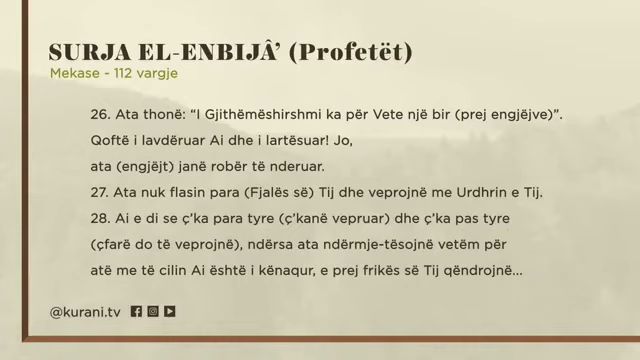 SURJA EL-ENBIJÂ’ (Profetët)
Mekase - 112 vargje
26. Ata thonë: “I Gjithëmëshirshmi ka për Vete një bir (prej engjëjve)”.
Qoftë i lavdëruar Ai dhe i lartësuar! Jo,
ata (engjëjt) janë robër të nderuar.
27. Ata nuk flasin para (Fjalës së) Tij dhe veprojnë me Urdhrin e Tij.
28. Ai e di se ç’ka para tyre (ç’kanë vepruar) dhe ç’ka pas tyre
(çfarë do të veprojnë), ndërsa ata ndërmje-tësojnë vetëm për
atë me të cilin Ai është i kënaqur, e prej frikës së Tij qëndrojnë...
@kurani.tv